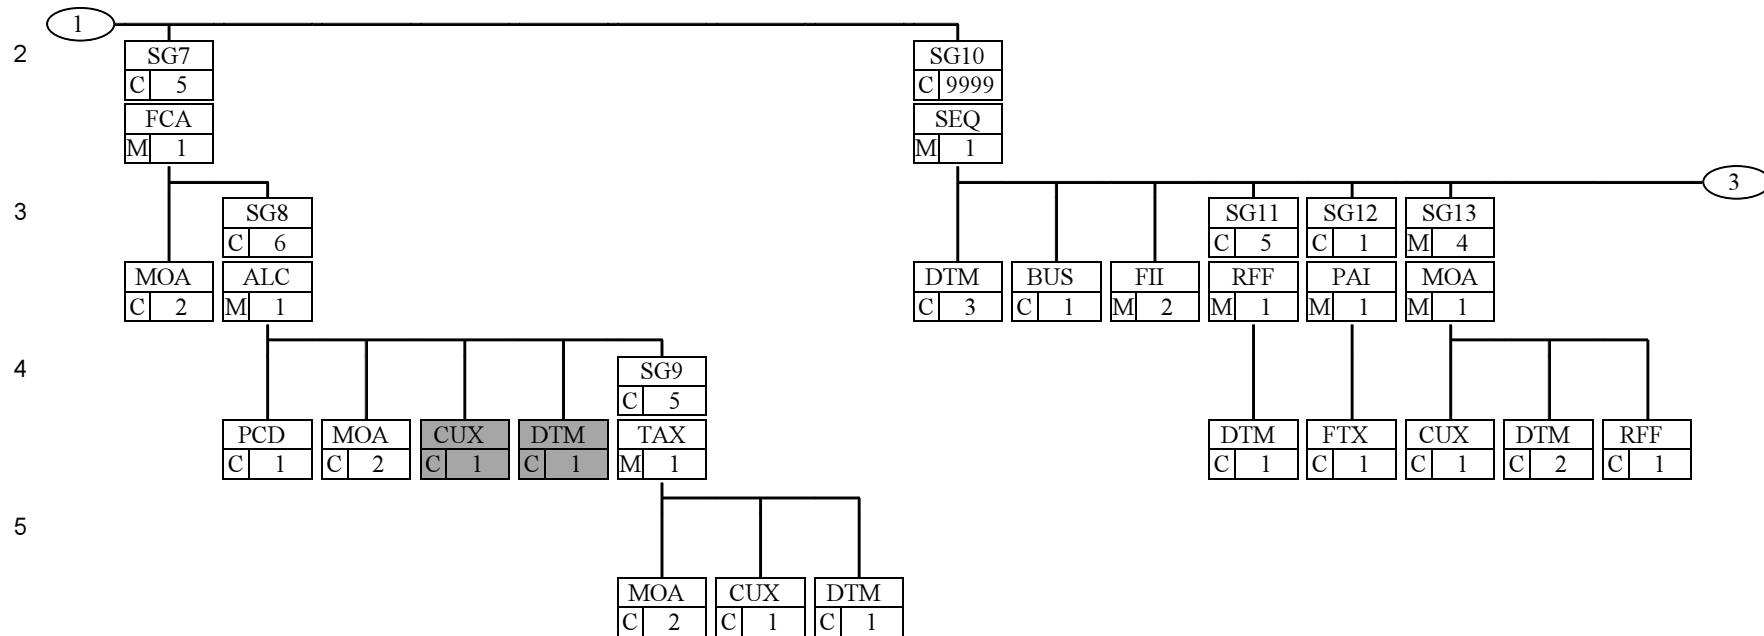 1
2 SG7 SG10
C 5 C 9999
FCA SEQ
M 1 M 1
3
3 SG8 SG11 SG12 SG13
C 6 C 5 C 1 M 4
MOA ALC DTM BUS FII RFF PAI MOA
C 2 M 1 C 3 C 1 M 2 M 1 M 1 M 1
4 SG9
C 5
PCD MOA CUX DTM TAX DTM FTX CUX DTM RFF
C 1 C 2 C 1 C 1 M 1 C 1 C 1 C 1 C 2 C 1
5
MOA CUX DTM
C 2 C 1 C 1